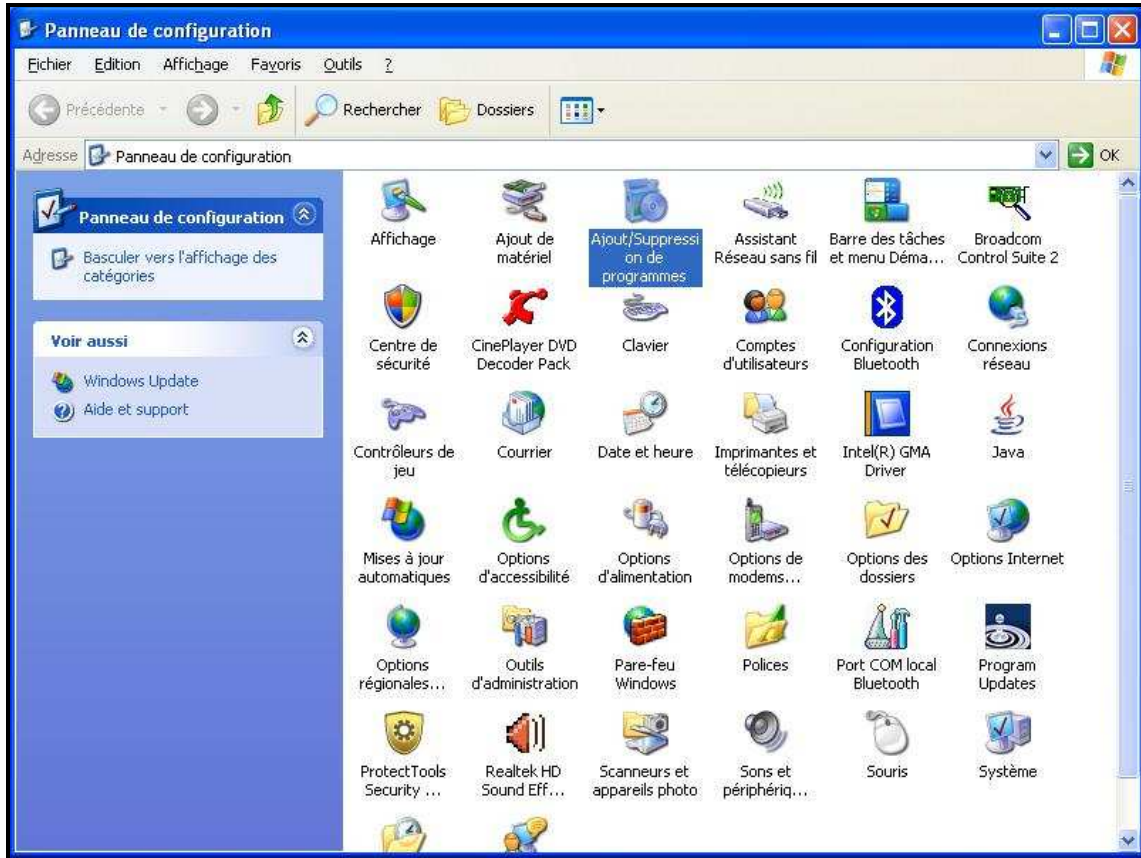 Panneau de configuration
Fichier Edition Affichage Favoris Outils ?
Précédente Rechercher Dossiers
Adresse Panneau de configuration OK
Panneau de configuration
Basculer vers l'affichage des
catégories
Voir aussi
Windows Update
Aide et support
Affichage
Ajout de
matériel
Ajout/Suppressi
on de
programmes
Assistant
Réseau sans fil
Barre des tâches
et menu Déma...
Broadcom
Control Suite 2
Centre de
sécurité
CinePlayer DVD
Decoder Pack
Clavier
Comptes
d'utilisateurs
Configuration
Bluetooth
Connexions
réseau
Contrôleurs de
jeu
Courrier
Date et heure
Imprimantes et
télécopieurs
Intel(R) GMA
Driver
Java
Mises à jour
automatiques
Options
d'accessibilité
Options
d'alimentation
Options de
modems...
Options des
dossiers
Options Internet
Options
régionales...
Outils
d'administration
Pare-feu
Windows
Polices
Port COM local
Bluetooth
Program
Updates
ProtectTools
Security ...
Realtek HD
Sound Eff...
Scanneurs et
appareils photo
Sons et
périphériq...
Souris
Système